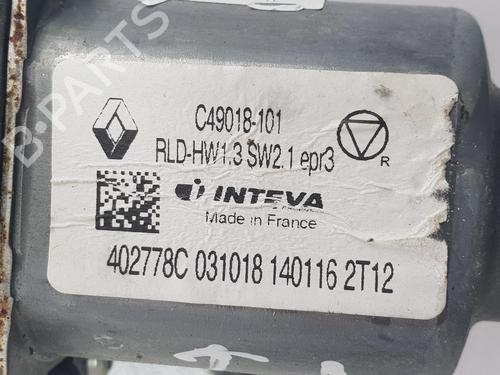 B-PARTS
C49018-101
RLD-HW1.3 SW2.1 epr3
R
INTEVA
Made in France
402778C 031018 140116 2T12